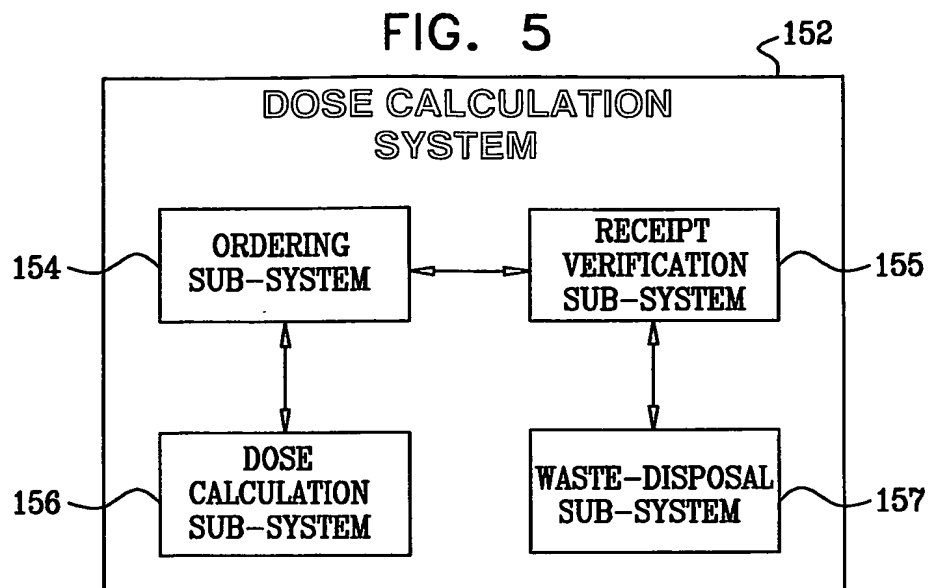 FIG. 5
152
DOSE CALCULATION
SYSTEM
154
ORDERING
SUB-SYSTEM
RECEIPT
VERIFICATION
SUB-SYSTEM
155
156
DOSE
CALCULATION
SUB-SYSTEM
WASTE-DISPOSAL
SUB-SYSTEM
157